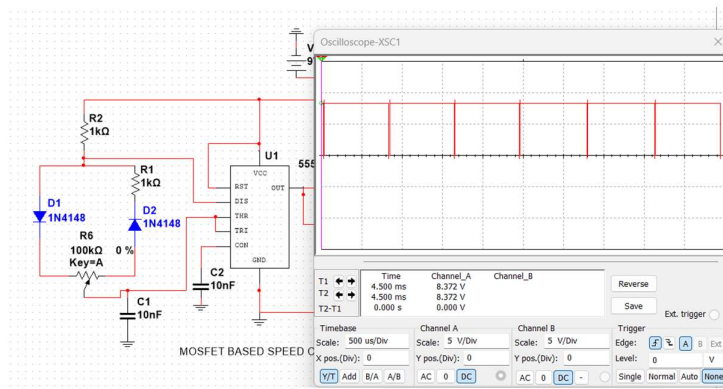 Oscilloscope-XSC1
V
9
R2
1kΩ
R1
1kΩ
U1
555
VCC
RST
OUT
DIS
THR
TRI
CON
GND
D1
1N4148
D2
1N4148
R6
100kΩ
0 %
Key=A
C2
10nF
C1
10nF
MOSFET BASED SPEED C
Time Channel_A Channel_B
T1 4.500 ms 8.372 V
T2 4.500 ms 8.372 V
T2-T1 0.000 s 0.000 V
Reverse
Save
Ext. trigger
Timebase Channel A Channel B Trigger
Scale: 500 us/Div Scale: 5 V/Div Scale: 5 V/Div Edge: A B Ext
X pos.(Div): 0 Y pos.(Div): 0 Y pos.(Div): 0 Level: 0 V
Y/T Add B/A A/B AC 0 DC AC 0 DC - Single Normal Auto None